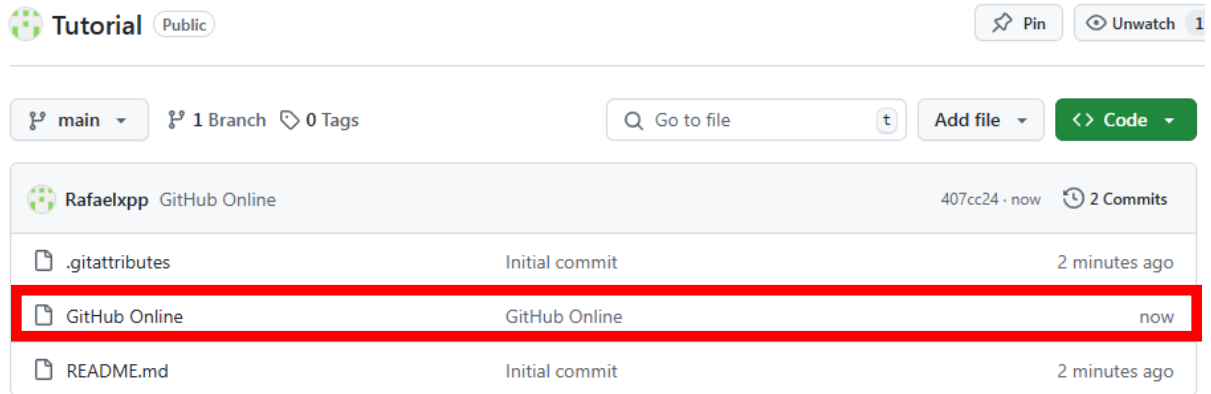 Tutorial Public Pin Unwatch 1
main 1 Branch 0 Tags Go to file t Add file <> Code
Rafaelxpp GitHub Online 407cc24 · now 2 Commits
.gitattributes Initial commit 2 minutes ago
GitHub Online GitHub Online now
README.md Initial commit 2 minutes ago